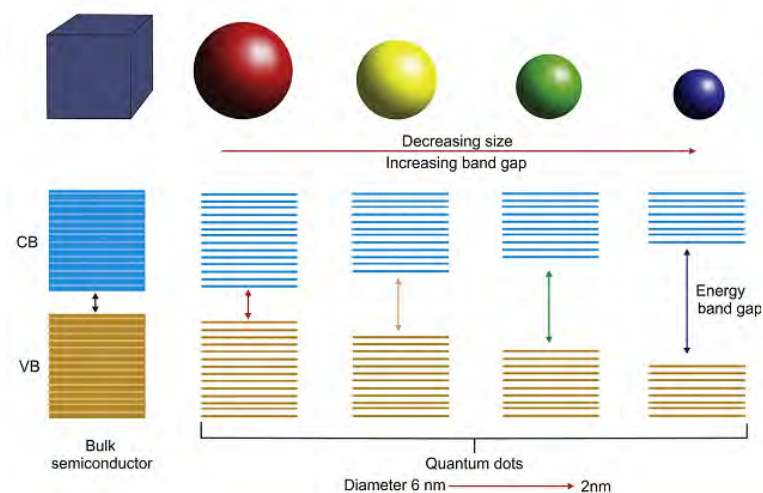 Decreasing size
Increasing band gap
CB
Energy
band gap
VB
Bulk
semiconductor
Quantum dots
Diameter 6 nm 2nm